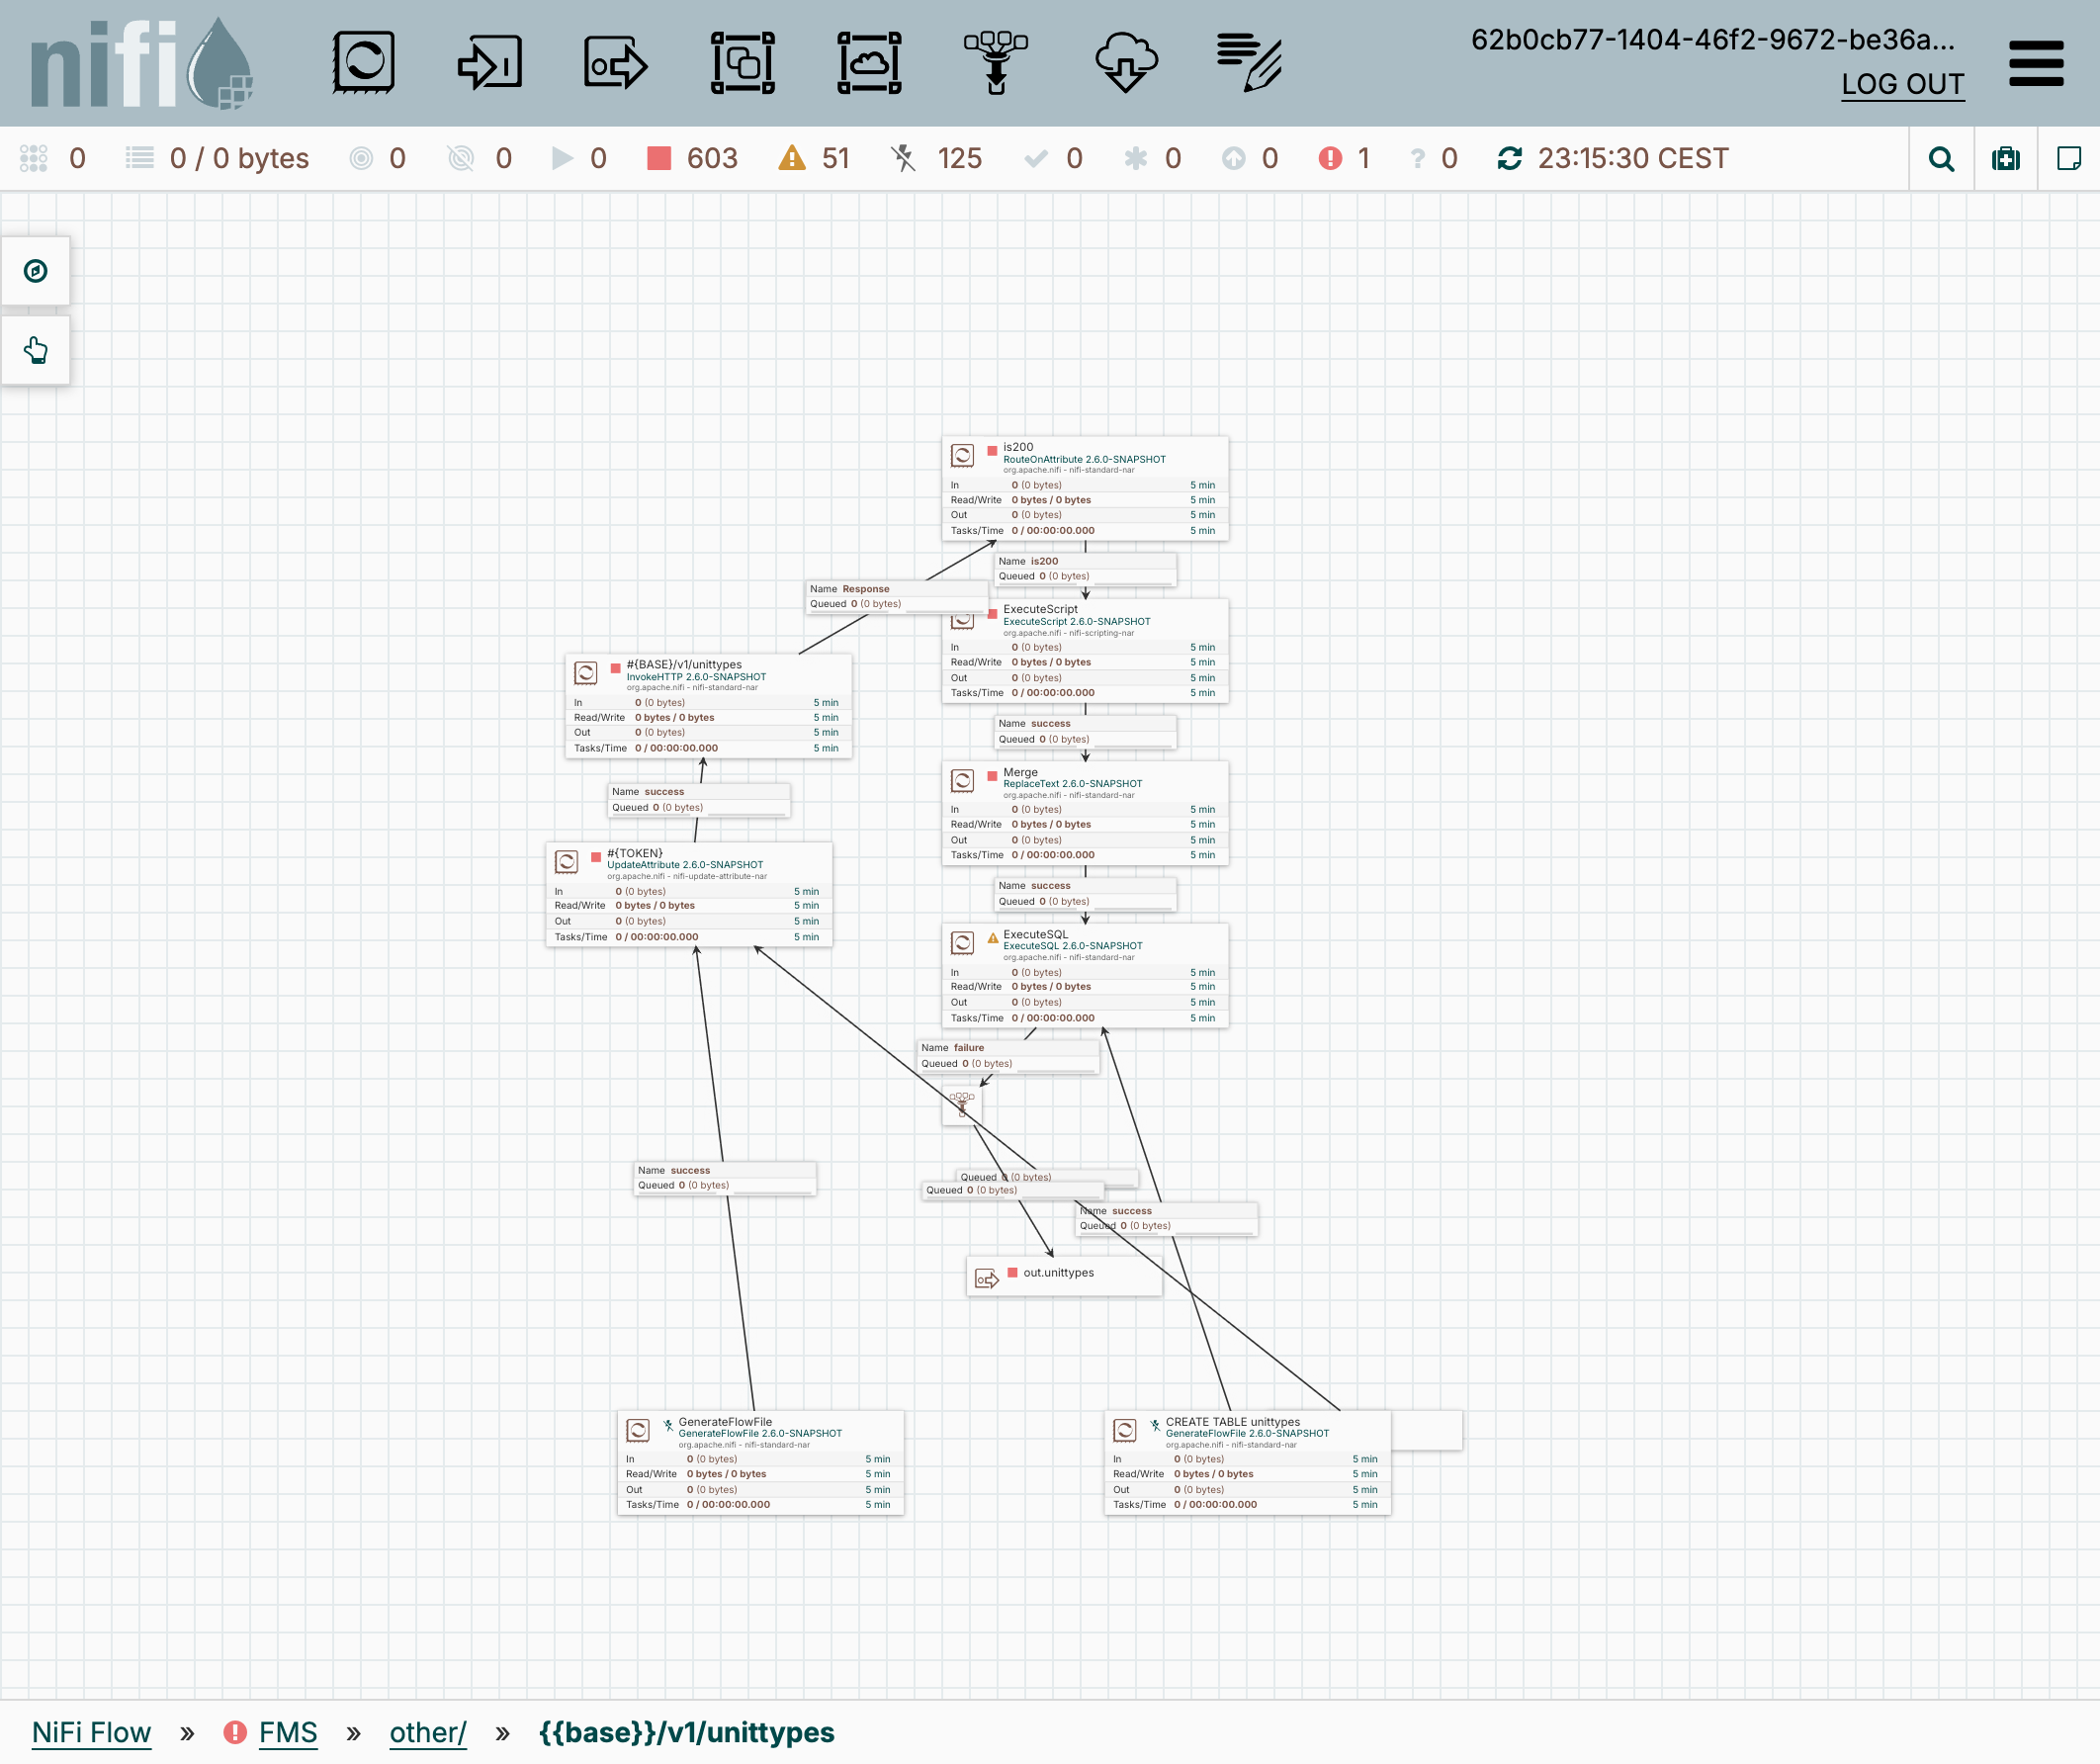 nifi
62b0cb77-1404-46f2-9672-be36a...
LOG OUT
0
0 / 0 bytes
0
0
0
603
51
125
0
0
0
1
0
23:15:30 CEST
is200
RouteOnAttribute 2.6.0-SNAPSHOT
org.apache.nifi - nifi-standard-nar
In 0 (0 bytes) 5 min
Read/Write 0 bytes / 0 bytes 5 min
Out 0 (0 bytes) 5 min
Tasks/Time 0 / 00:00:00.000 5 min
Name is200
Queued 0 (0 bytes)
Name Response
Queued 0 (0 bytes)
ExecuteScript
ExecuteScript 2.6.0-SNAPSHOT
org.apache.nifi - nifi-scripting-nar
In 0 (0 bytes) 5 min
Read/Write 0 bytes / 0 bytes 5 min
Out 0 (0 bytes) 5 min
Tasks/Time 0 / 00:00:00.000 5 min
#{BASE}/v1/unittypes
InvokeHTTP 2.6.0-SNAPSHOT
org.apache.nifi - nifi-standard-nar
In 0 (0 bytes) 5 min
Read/Write 0 bytes / 0 bytes 5 min
Out 0 (0 bytes) 5 min
Tasks/Time 0 / 00:00:00.000 5 min
Name success
Queued 0 (0 bytes)
Merge
ReplaceText 2.6.0-SNAPSHOT
org.apache.nifi - nifi-standard-nar
In 0 (0 bytes) 5 min
Read/Write 0 bytes / 0 bytes 5 min
Out 0 (0 bytes) 5 min
Tasks/Time 0 / 00:00:00.000 5 min
Name success
Queued 0 (0 bytes)
#{TOKEN}
UpdateAttribute 2.6.0-SNAPSHOT
org.apache.nifi - nifi-update-attribute-nar
In 0 (0 bytes) 5 min
Read/Write 0 bytes / 0 bytes 5 min
Out 0 (0 bytes) 5 min
Tasks/Time 0 / 00:00:00.000 5 min
Name success
Queued 0 (0 bytes)
ExecuteSQL
ExecuteSQL 2.6.0-SNAPSHOT
org.apache.nifi - nifi-standard-nar
In 0 (0 bytes) 5 min
Read/Write 0 bytes / 0 bytes 5 min
Out 0 (0 bytes) 5 min
Tasks/Time 0 / 00:00:00.000 5 min
Name failure
Queued 0 (0 bytes)
Name success
Queued 0 (0 bytes)
Queued 0 (0 bytes)
Queued 0 (0 bytes)
Name success
Queued 0 (0 bytes)
out.unittypes
GenerateFlowFile
GenerateFlowFile 2.6.0-SNAPSHOT
org.apache.nifi - nifi-standard-nar
In 0 (0 bytes) 5 min
Read/Write 0 bytes / 0 bytes 5 min
Out 0 (0 bytes) 5 min
Tasks/Time 0 / 00:00:00.000 5 min
CREATE TABLE unittypes
GenerateFlowFile 2.6.0-SNAPSHOT
org.apache.nifi - nifi-standard-nar
In 0 (0 bytes) 5 min
Read/Write 0 bytes / 0 bytes 5 min
Out 0 (0 bytes) 5 min
Tasks/Time 0 / 00:00:00.000 5 min
NiFi Flow » FMS » other/ » {{base}}/v1/unittypes